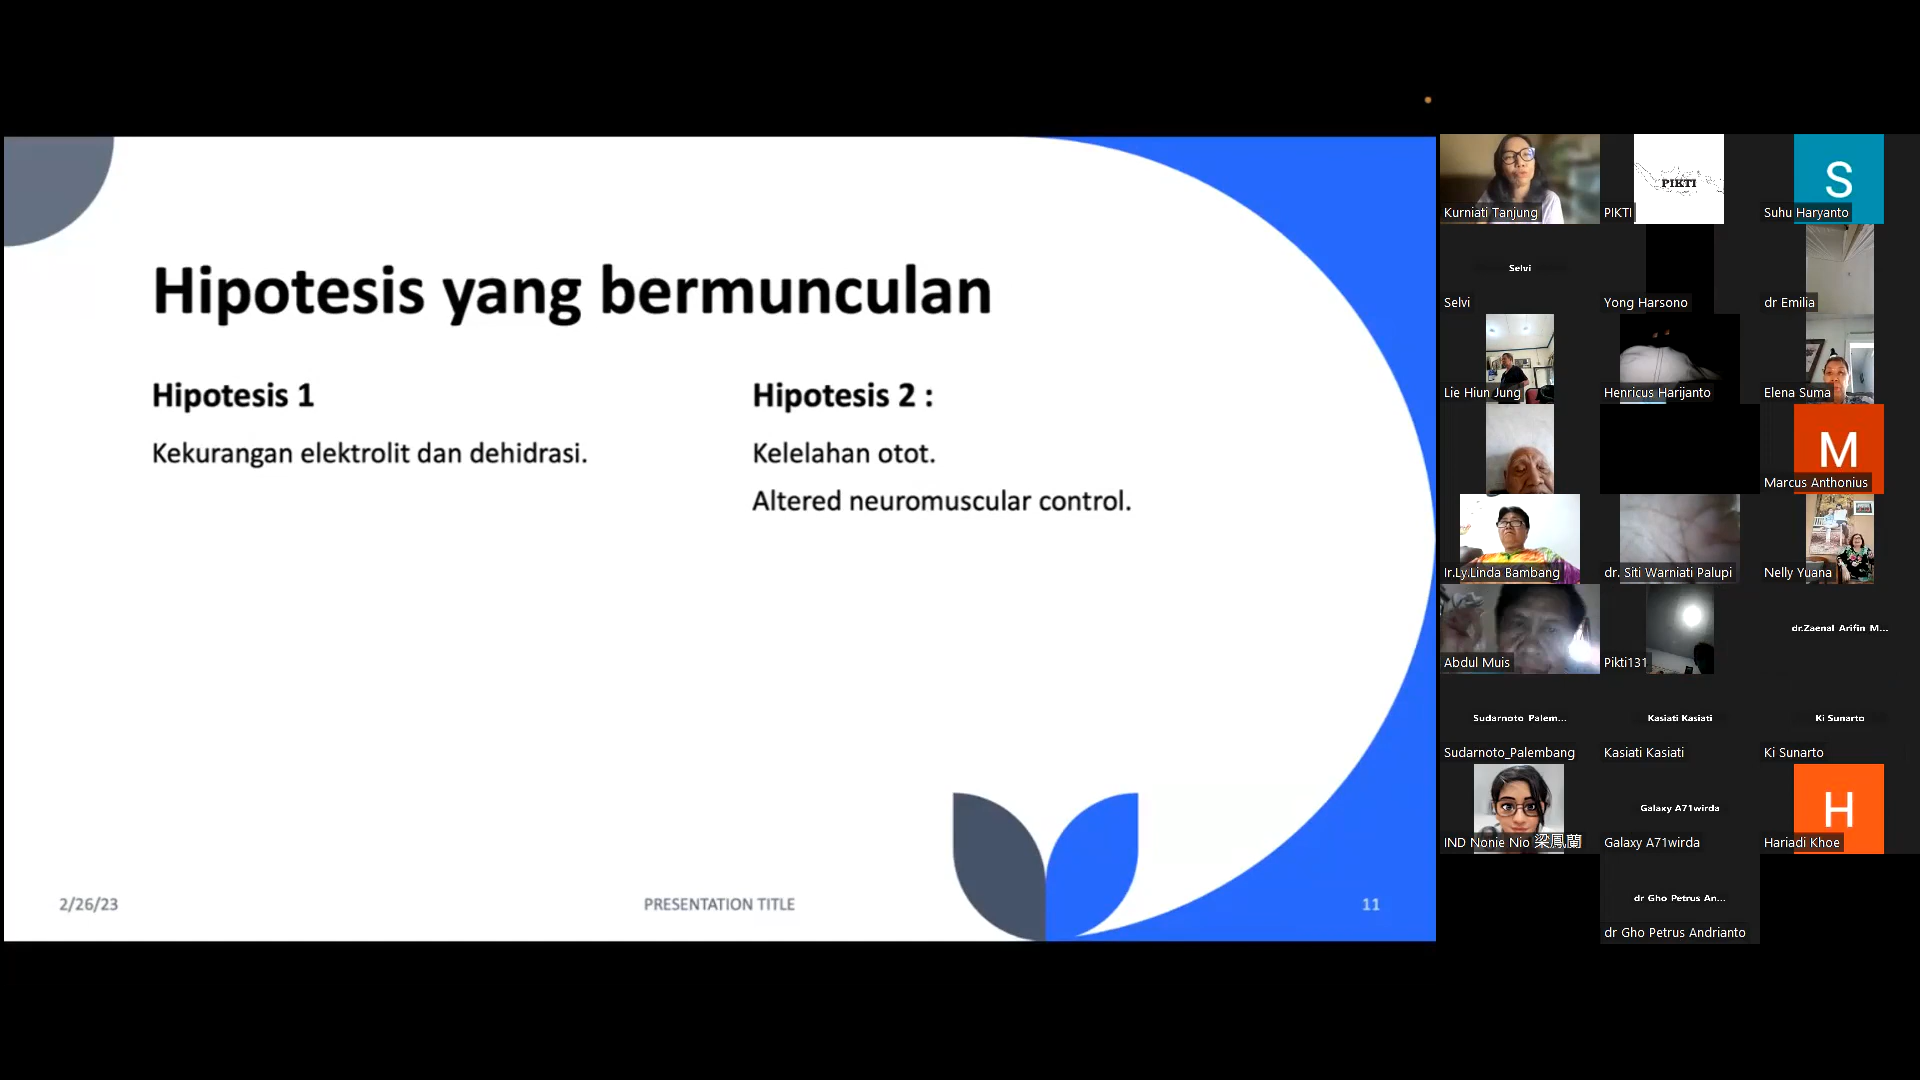 Hipotesis yang bermunculan
Hipotesis 1
Kekurangan elektrolit dan dehidrasi.
Hipotesis 2 :
Kelelahan otot.
Altered neuromuscular control.
2/26/23
PRESENTATION TITLE
11
Kurniati Tanjung
PIKTI
PIKTI
S
Suhu Haryanto
Selvi
Selvi
Yong Harsono
dr Emilia
Lie Hiun Jung
Henricus Harijanto
Elena Suma
M
Marcus Anthonius
Ir.Ly.Linda Bambang
dr. Siti Warniati Palupi
Nelly Yuana
Abdul Muis
Pikti131
dr.Zaenal Arifin M...
Sudarnoto Palem...
Sudarnoto_Palembang
Kasiati Kasiati
Kasiati Kasiati
Ki Sunarto
Ki Sunarto
IND Nonie Nio 梁鳳蘭
Galaxy A71wirda
Galaxy A71wirda
H
Hariadi Khoe
dr Gho Petrus An...
dr Gho Petrus Andrianto